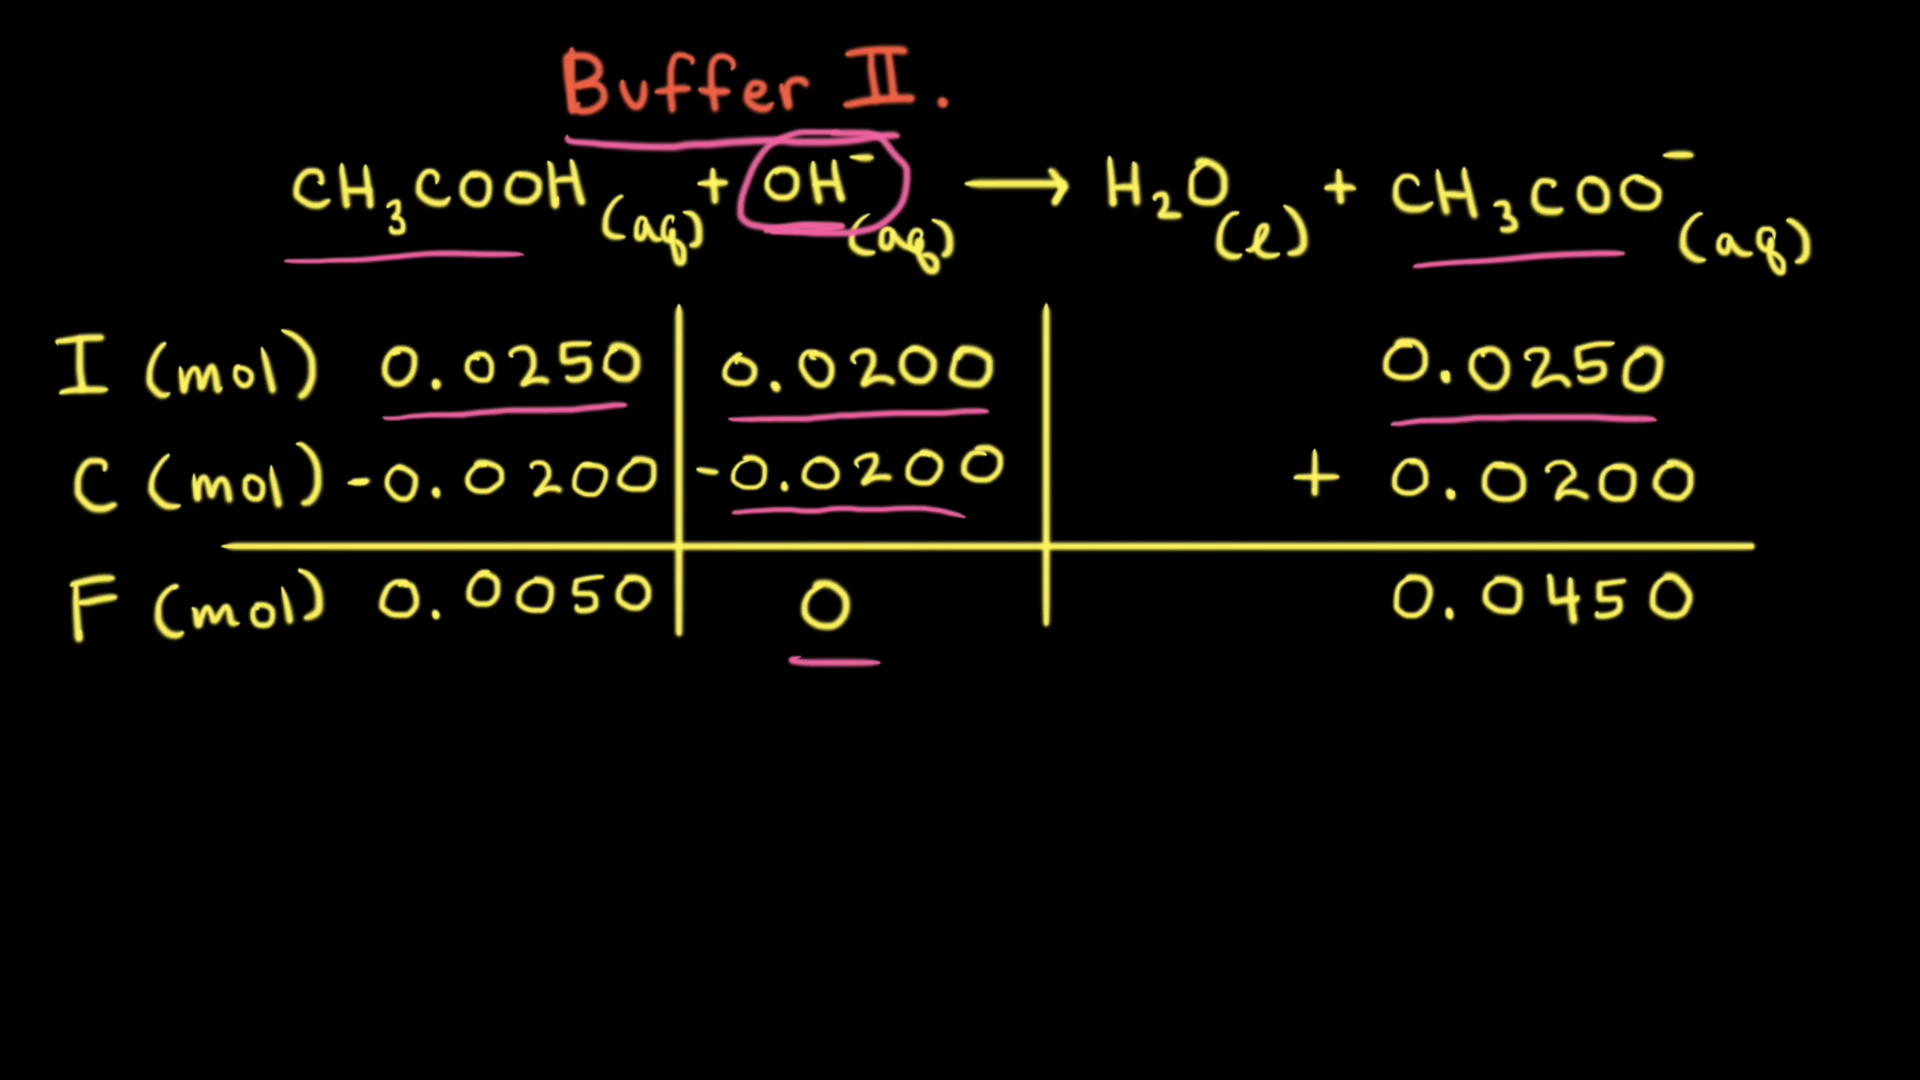 Buffer II.
CH₃COOH(aq) + OH⁻(aq) → H₂O(l) + CH₃COO⁻(aq)
I (mol) 0.0250 0.0200 0.0250
C (mol) -0.0200 -0.0200 + 0.0200
F (mol) 0.0050 0 0.0450